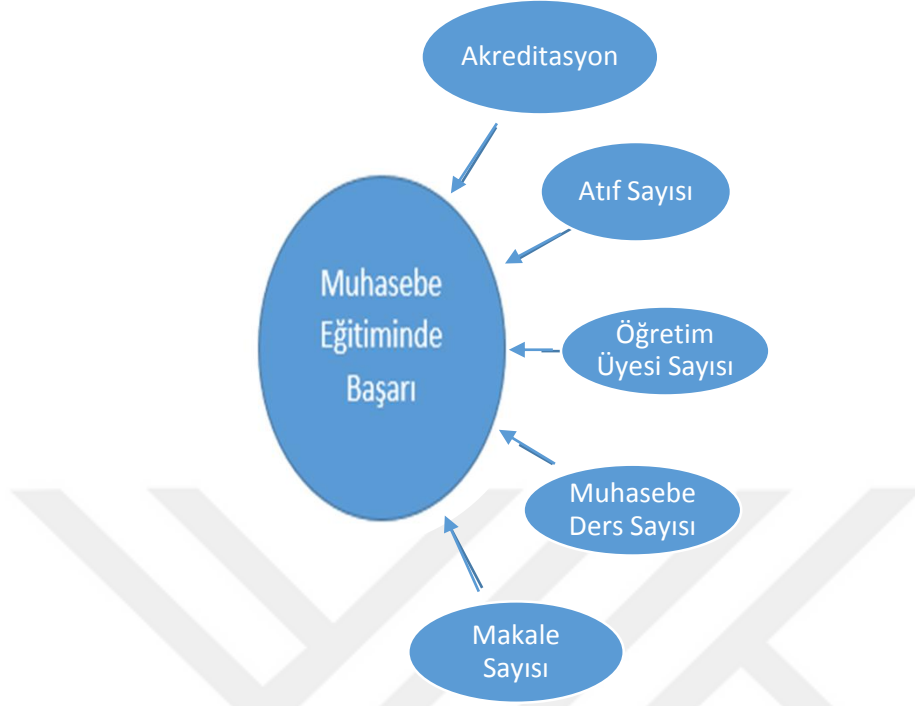 Akreditasyon
Atıf Sayısı
Muhasebe
Eğitiminde
Başarı
Öğretim
Üyesi Sayısı
Muhasebe
Ders Sayısı
Makale
Sayısı